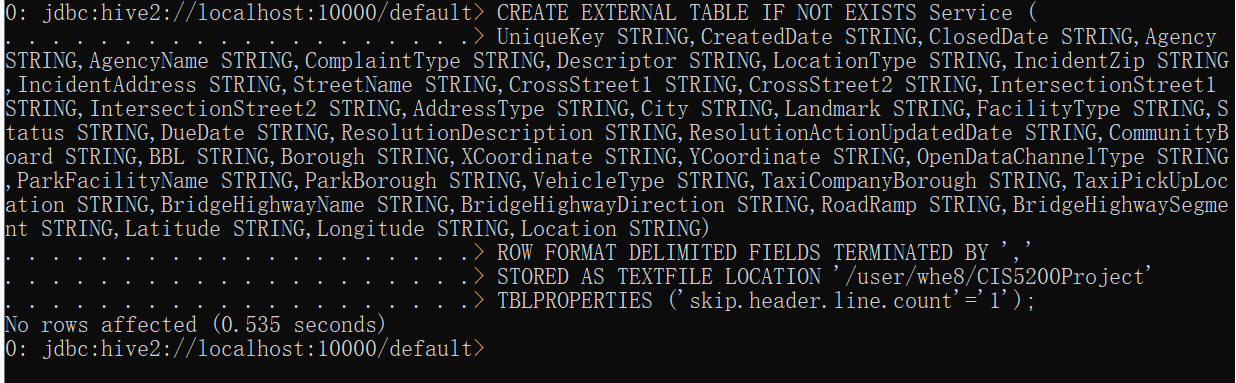 0: jdbc:hive2://localhost:10000/default> CREATE EXTERNAL TABLE IF NOT EXISTS Service (
. . . . . . . . . . . . . . . . . . . .> UniqueKey STRING,CreatedDate STRING,ClosedDate STRING,Agency
STRING,AgencyName STRING,ComplaintType STRING,Descriptor STRING,LocationType STRING,IncidentZip STRING
,IncidentAddress STRING,StreetName STRING,CrossStreet1 STRING,CrossStreet2 STRING,IntersectionStreet1
STRING,IntersectionStreet2 STRING,AddressType STRING,City STRING,Landmark STRING,FacilityType STRING,S
tatus STRING,DueDate STRING,ResolutionDescription STRING,ResolutionActionUpdatedDate STRING,CommunityB
oard STRING,BBL STRING,Borough STRING,XCoordinate STRING,YCoordinate STRING,OpenDataChannelType STRING
,ParkFacilityName STRING,ParkBorough STRING,VehicleType STRING,TaxiCompanyBorough STRING,TaxiPickUpLoc
ation STRING,BridgeHighwayName STRING,BridgeHighwayDirection STRING,RoadRamp STRING,BridgeHighwaySegme
nt STRING,Latitude STRING,Longitude STRING,Location STRING)
. . . . . . . . . . . . . . . . . . . .> ROW FORMAT DELIMITED FIELDS TERMINATED BY ','
. . . . . . . . . . . . . . . . . . . .> STORED AS TEXTFILE LOCATION '/user/whe8/CIS5200Project'
. . . . . . . . . . . . . . . . . . . .> TBLPROPERTIES ('skip.header.line.count'='1');
No rows affected (0.535 seconds)
0: jdbc:hive2://localhost:10000/default>